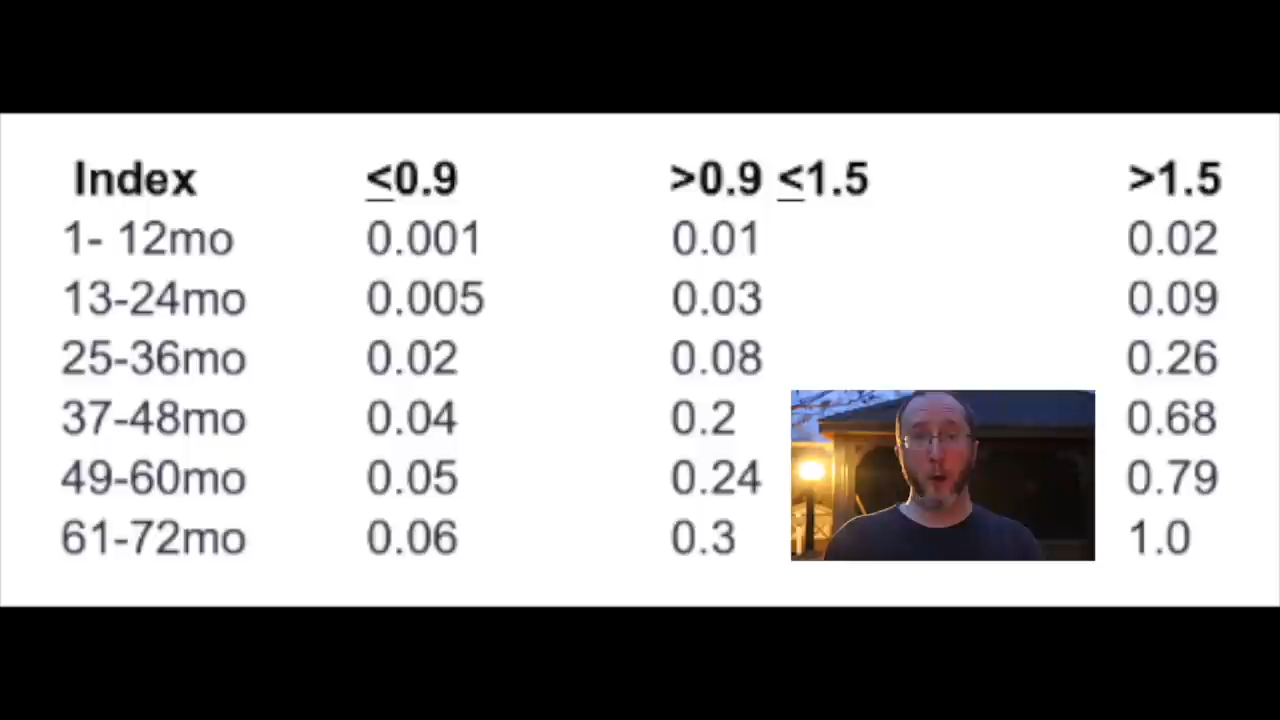 Index ≤0.9 >0.9 ≤1.5 >1.5
1- 12mo 0.001 0.01 0.02
13-24mo 0.005 0.03 0.09
25-36mo 0.02 0.08 0.26
37-48mo 0.04 0.2 0.68
49-60mo 0.05 0.24 0.79
61-72mo 0.06 0.3 1.0